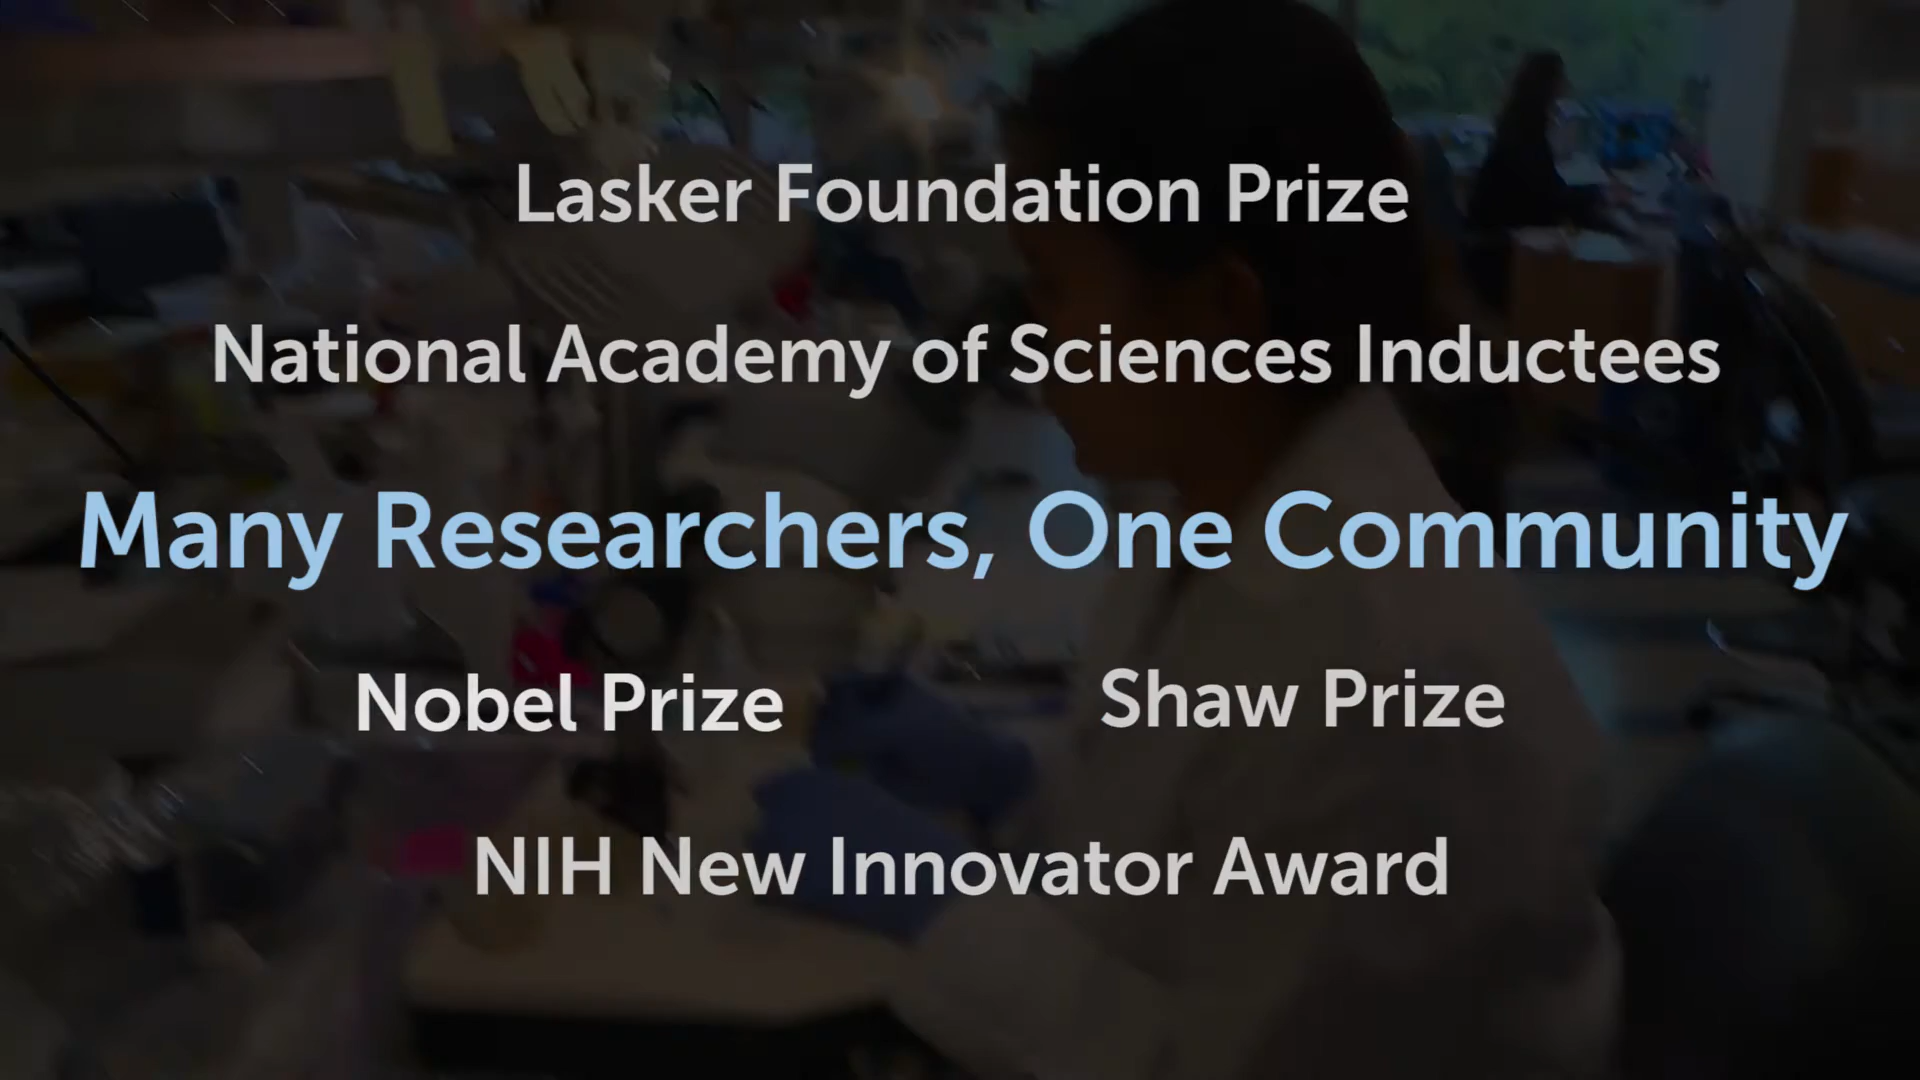 Lasker Foundation Prize
National Academy of Sciences Inductees
Many Researchers, One Community
Nobel Prize
Shaw Prize
NIH New Innovator Award